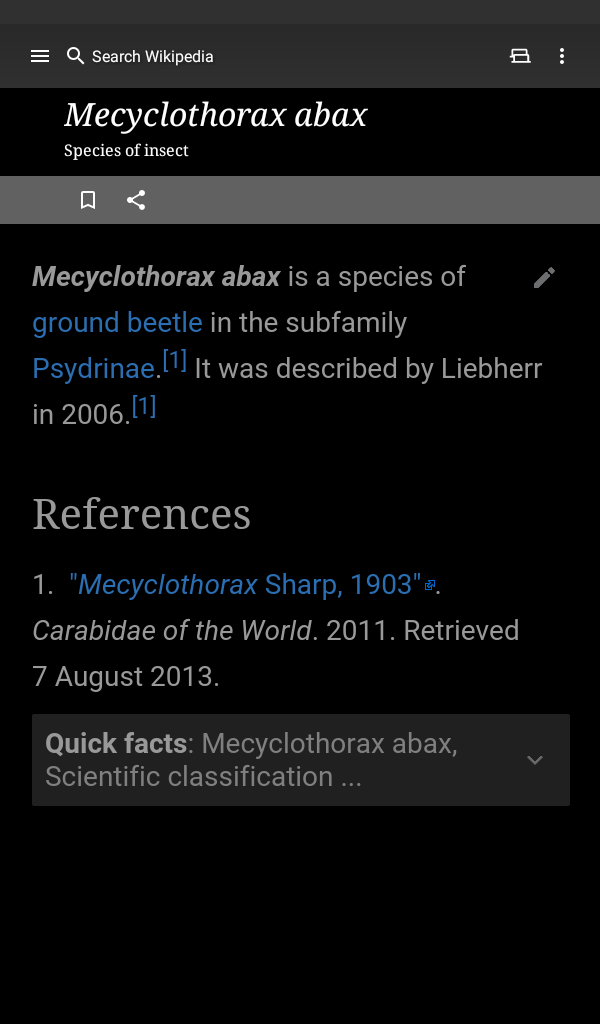 Search Wikipedia
Mecyclothorax abax
Species of insect
Mecyclothorax abax is a species of
ground beetle in the subfamily
Psydrinae.[1] It was described by Liebherr
in 2006.[1]
References
1. "Mecyclothorax Sharp, 1903".
Carabidae of the World. 2011. Retrieved
7 August 2013.
Quick facts: Mecyclothorax abax,
Scientific classification ...